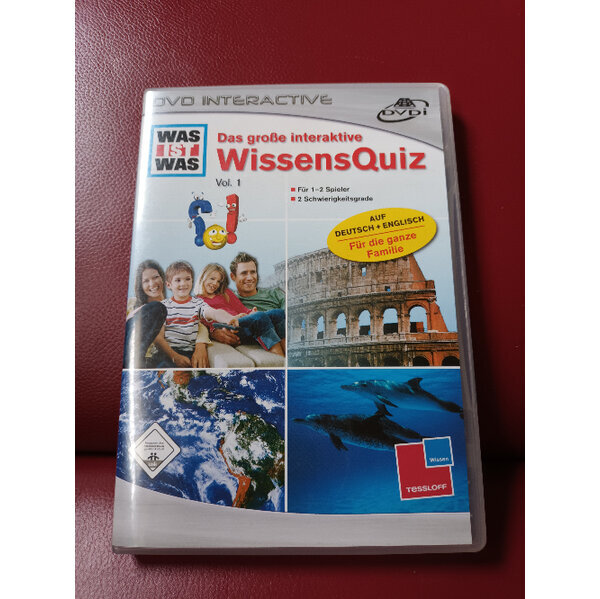 DVD INTERACTIVE
DVDi
WAS
IST
WAS
Das große interaktive
WissensQuiz
Vol. 1
Für 1–2 Spieler
2 Schwierigkeitsgrade
AUF
DEUTSCH + ENGLISCH
Für die ganze
Familie
Wissen
TESSLOFF